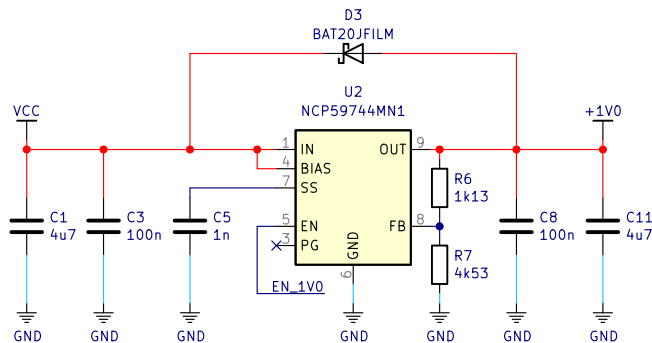 D3
BAT20JFILM
U2
NCP59744MN1
VCC
+1V0
1 IN OUT 9
4 BIAS
7 SS
5 EN FB 8
3 PG
GND
6
R6
1k13
R7
4k53
C1
4u7
C3
100n
C5
1n
C8
100n
C11
4u7
EN_1V0
GND GND GND GND GND GND GND